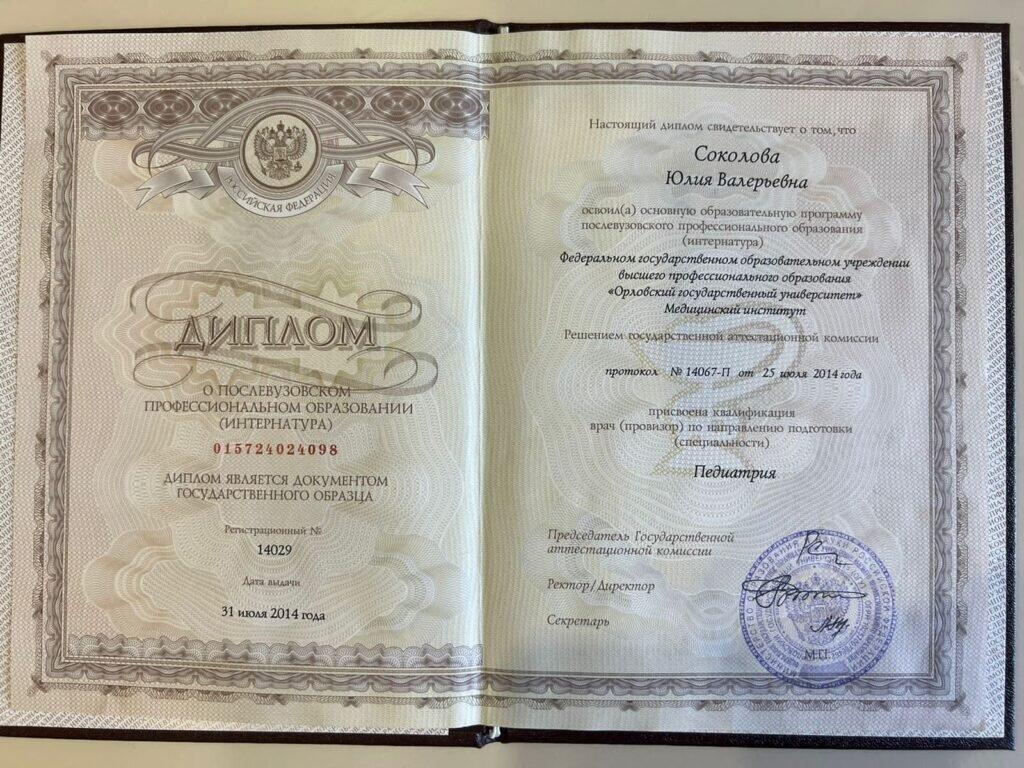 РОССИЙСКАЯ ФЕДЕРАЦИЯ
ДИПЛОМ
О ПОСЛЕВУЗОВСКОМ
ПРОФЕССИОНАЛЬНОМ ОБРАЗОВАНИИ
(ИНТЕРНАТУРА)
015724024098
ДИПЛОМ ЯВЛЯЕТСЯ ДОКУМЕНТОМ
ГОСУДАРСТВЕННОГО ОБРАЗЦА
Регистрационный №
14029
Дата выдачи
31 июля 2014 года
Настоящий диплом свидетельствует о том, что
Соколова
Юлия Валерьевна
освоил(а) основную образовательную программу
послевузовского профессионального образования
(интернатура)
Федеральном государственном образовательном учреждении
высшего профессионального образования
«Орловский государственный университет»
Медицинский институт
Решением государственной аттестационной комиссии
протокол № 14067-П от 25 июля 2014 года
присвоена квалификация
врач (провизор) по направлению подготовки
(специальности)
Педиатрия
Председатель Государственной
аттестационной комиссии
Ректор/Директор
Секретарь
М.П.